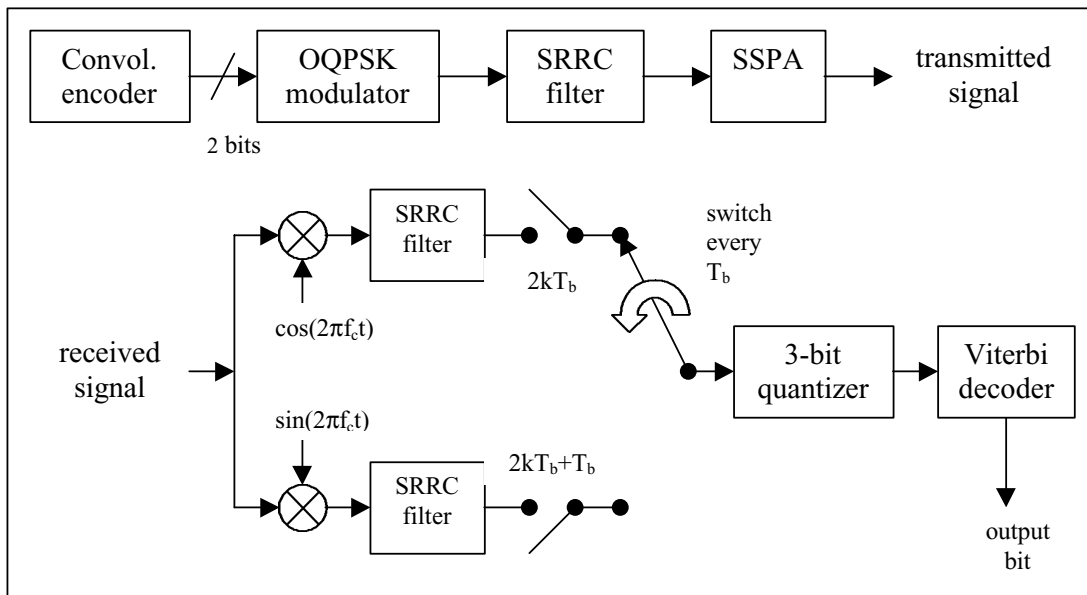 Convol.
encoder
2 bits
OQPSK
modulator
SRRC
filter
SSPA
transmitted
signal
received
signal
cos(2πf_ct)
SRRC
filter
2kT_b
switch
every
T_b
sin(2πf_ct)
SRRC
filter
2kT_b+T_b
3-bit
quantizer
Viterbi
decoder
output
bit